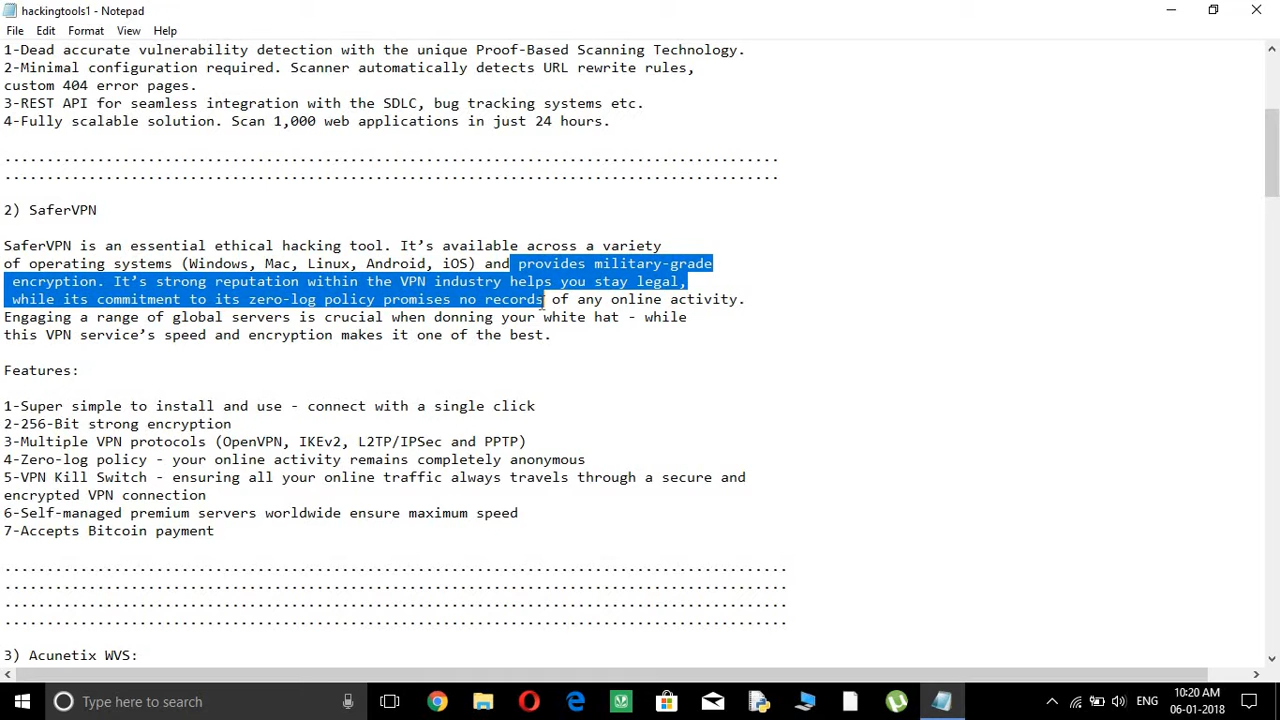 hackingtools1 - Notepad
File Edit Format View Help
1-Dead accurate vulnerability detection with the unique Proof-Based Scanning Technology.
2-Minimal configuration required. Scanner automatically detects URL rewrite rules,
custom 404 error pages.
3-REST API for seamless integration with the SDLC, bug tracking systems etc.
4-Fully scalable solution. Scan 1,000 web applications in just 24 hours.
............................................................................................
............................................................................................
2) SaferVPN
SaferVPN is an essential ethical hacking tool. It’s available across a variety
of operating systems (Windows, Mac, Linux, Android, iOS) and provides military-grade
encryption. It’s strong reputation within the VPN industry helps you stay legal,
while its commitment to its zero-log policy promises no records of any online activity.
Engaging a range of global servers is crucial when donning your white hat - while
this VPN service’s speed and encryption makes it one of the best.
Features:
1-Super simple to install and use - connect with a single click
2-256-Bit strong encryption
3-Multiple VPN protocols (OpenVPN, IKEv2, L2TP/IPSec and PPTP)
4-Zero-log policy - your online activity remains completely anonymous
5-VPN Kill Switch - ensuring all your online traffic always travels through a secure and
encrypted VPN connection
6-Self-managed premium servers worldwide ensure maximum speed
7-Accepts Bitcoin payment
.............................................................................................
.............................................................................................
.............................................................................................
.............................................................................................
3) Acunetix WVS:
Type here to search
ENG
10:20 AM
06-01-2018